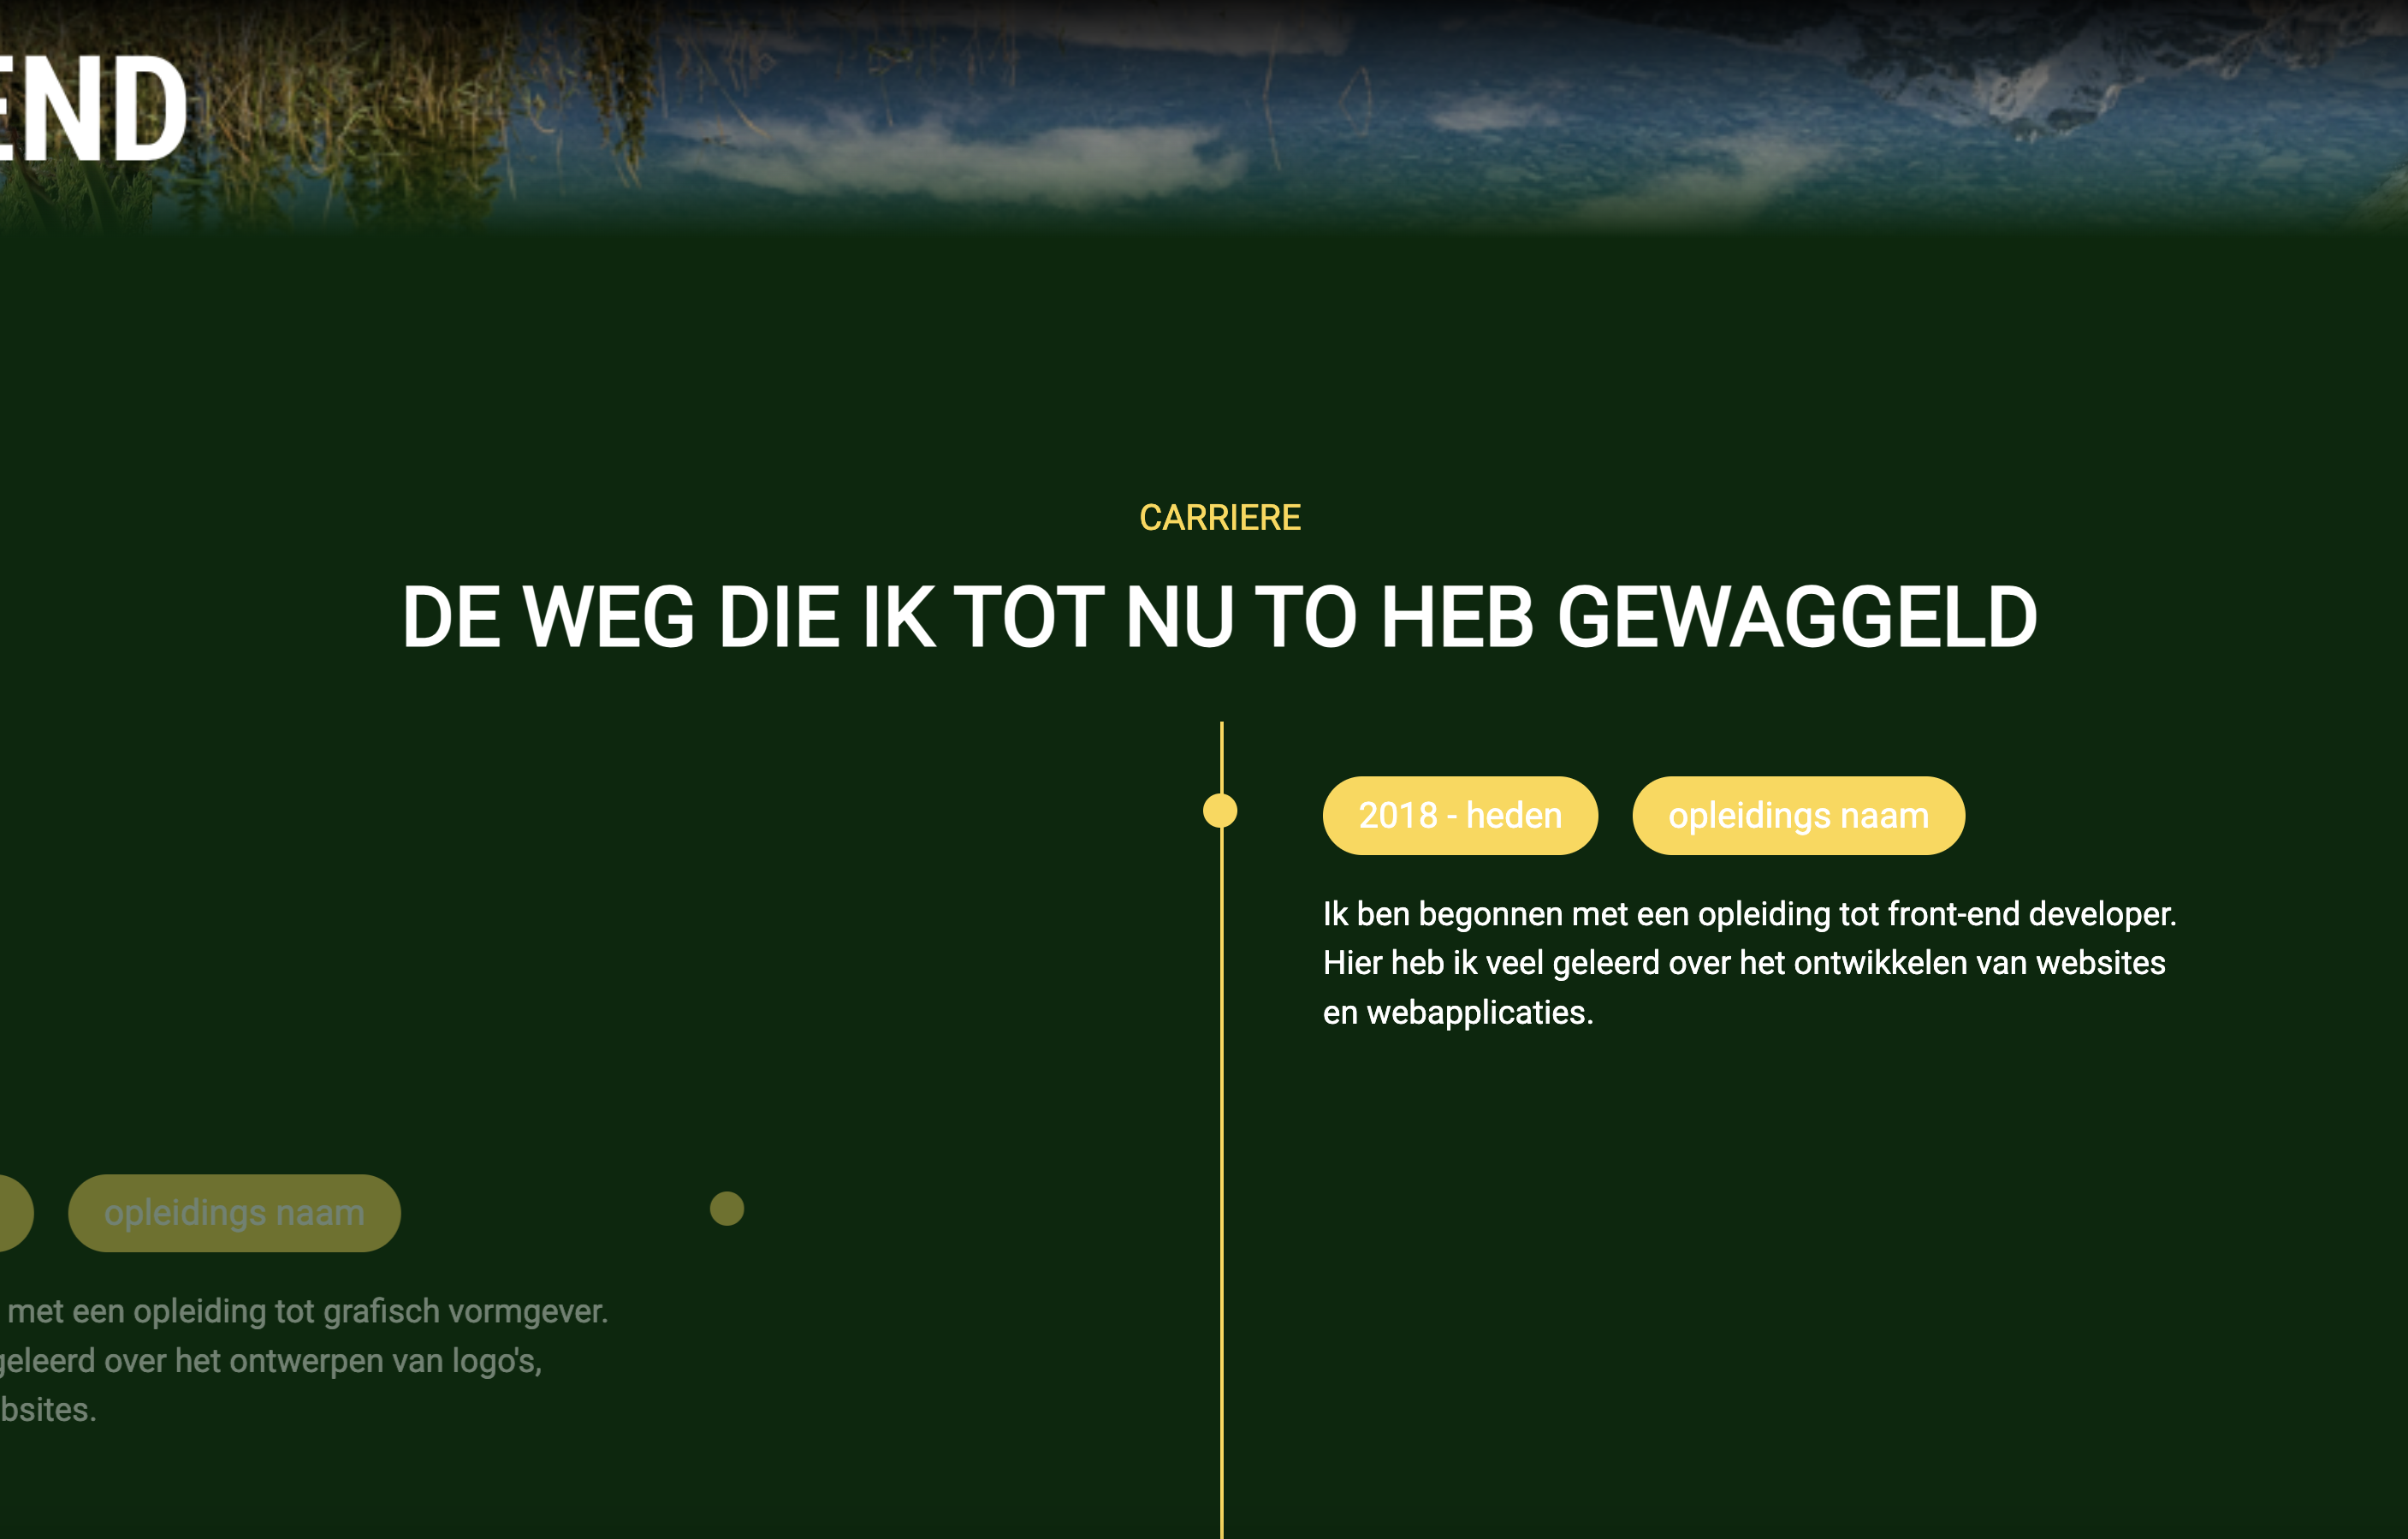 END
CARRIERE
DE WEG DIE IK TOT NU TO HEB GEWAGGELD
2018 - heden
opleidings naam
Ik ben begonnen met een opleiding tot front-end developer.
Hier heb ik veel geleerd over het ontwikkelen van websites
en webapplicaties.
opleidings naam
met een opleiding tot grafisch vormgever.
geleerd over het ontwerpen van logo's,
bsites.